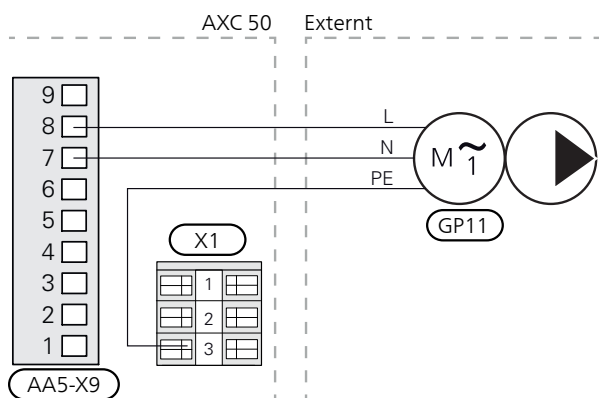 AXC 50 Externt
9
8 L
7 N
6 PE
5
4
3
2
1
M ~ 1
GP11
X1
1
2
3
AA5-X9